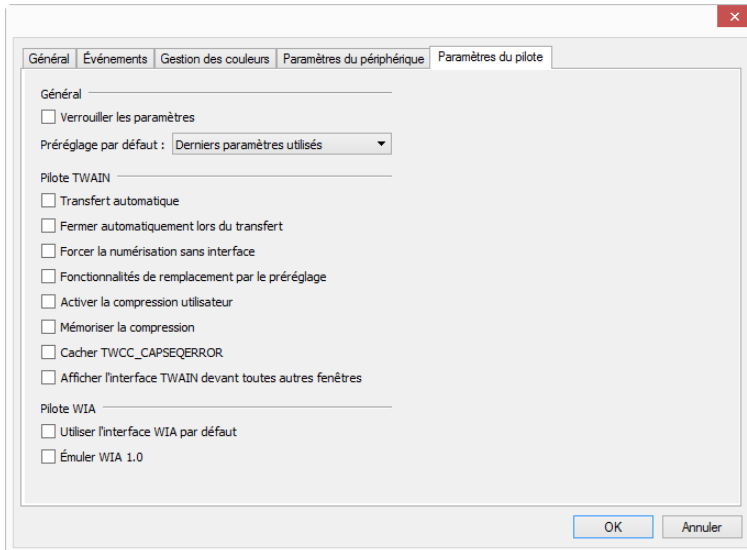 Général Événements Gestion des couleurs Paramètres du périphérique Paramètres du pilote
Général
Verrouiller les paramètres
Préréglage par défaut : Derniers paramètres utilisés
Pilote TWAIN
Transfert automatique
Fermer automatiquement lors du transfert
Forcer la numérisation sans interface
Fonctionnalités de remplacement par le préréglage
Activer la compression utilisateur
Mémoriser la compression
Cacher TWCC_CAPSEQERROR
Afficher l'interface TWAIN devant toutes autres fenêtres
Pilote WIA
Utiliser l'interface WIA par défaut
Émuler WIA 1.0
OK Annuler